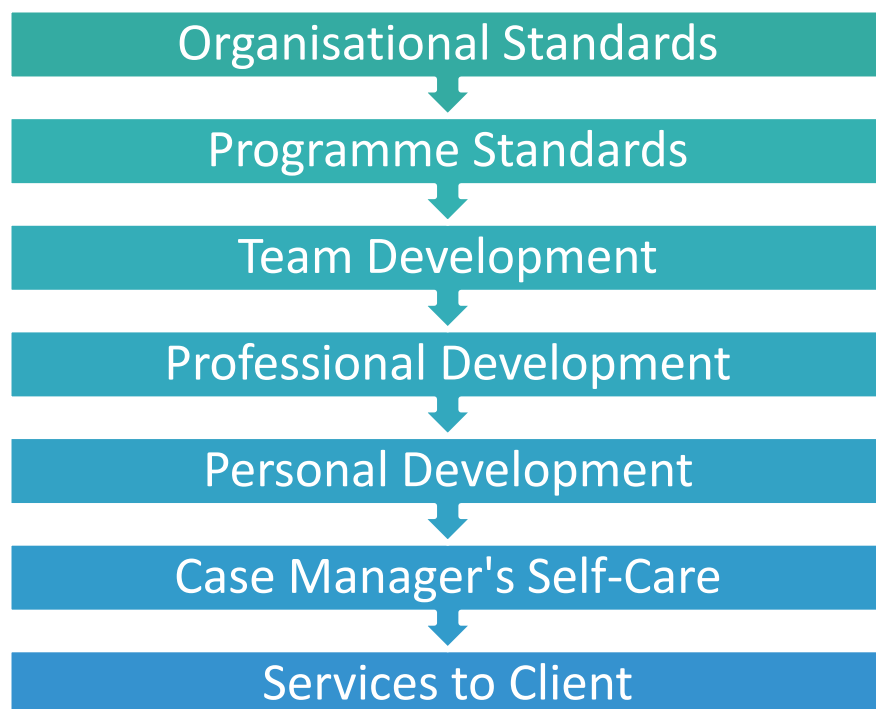 Organisational Standards
Programme Standards
Team Development
Professional Development
Personal Development
Case Manager's Self-Care
Services to Client